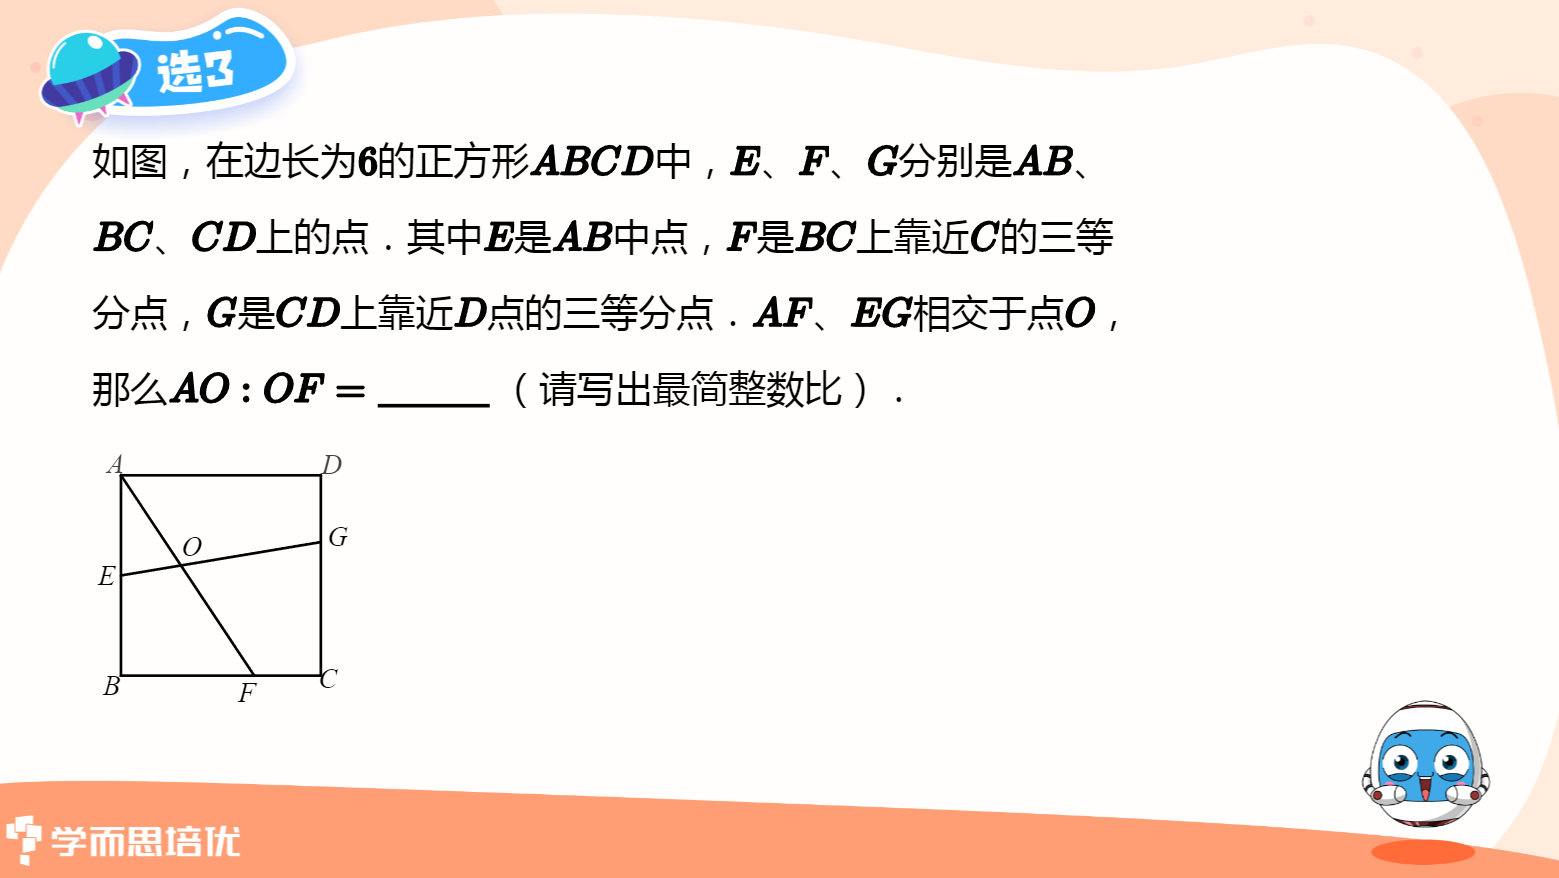 选3
如图，在边长为6的正方形ABCD中，E、F、G分别是AB、
BC、CD上的点．其中E是AB中点，F是BC上靠近C的三等
分点，G是CD上靠近D点的三等分点．AF、EG相交于点O，
那么AO : OF = ______（请写出最简整数比）．
A D
O G
E
B F C
学而思培优